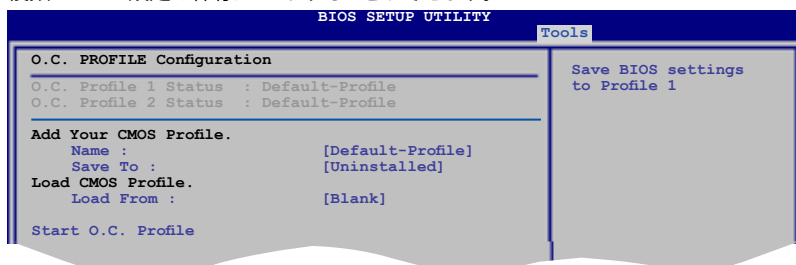 BIOS SETUP UTILITY
Tools
O.C. PROFILE Configuration
O.C. Profile 1 Status : Default-Profile
O.C. Profile 2 Status : Default-Profile
Add Your CMOS Profile.
Name : [Default-Profile]
Save To : [Uninstalled]
Load CMOS Profile.
Load From : [Blank]
Start O.C. Profile
Save BIOS settings
to Profile 1